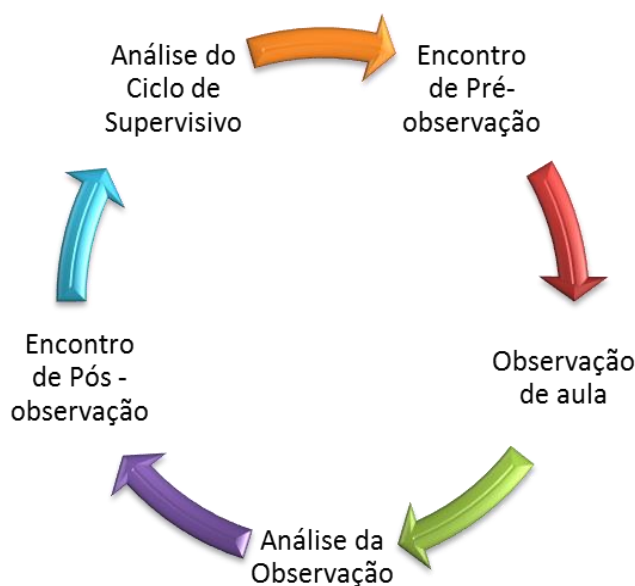 Análise do
Ciclo de
Supervisivo
Encontro
de Pré-
observação
Observação
de aula
Análise da
Observação
Encontro
de Pós -
observação